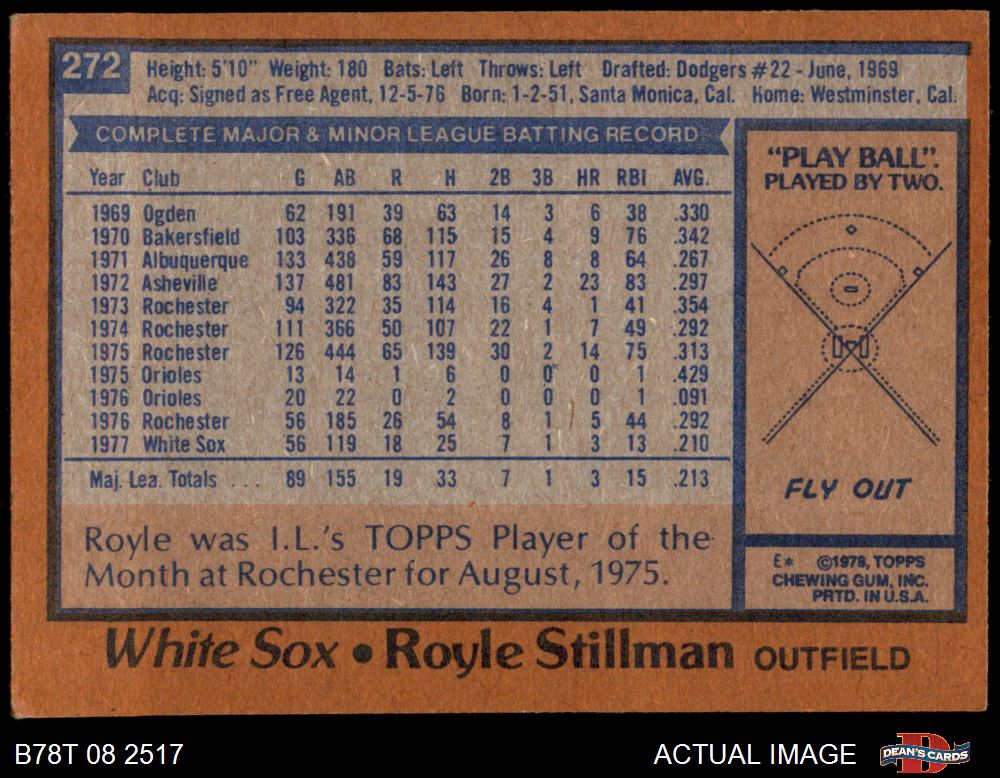 272
Height: 5'10" Weight: 180 Bats: Left Throws: Left Drafted: Dodgers #22 - June, 1969
Acq: Signed as Free Agent, 12-5-76 Born: 1-2-51, Santa Monica, Cal. Home: Westminster, Cal.
COMPLETE MAJOR & MINOR LEAGUE BATTING RECORD
Year Club G AB R H 2B 3B HR RBI AVG.
1969 Ogden 62 191 39 63 14 3 6 38 .330
1970 Bakersfield 103 336 68 115 15 4 9 76 .342
1971 Albuquerque 133 438 59 117 26 8 8 64 .267
1972 Asheville 137 481 83 143 27 2 23 83 .297
1973 Rochester 94 322 35 114 16 4 1 41 .354
1974 Rochester 111 366 50 107 22 1 7 49 .292
1975 Rochester 126 444 65 139 30 2 14 75 .313
1975 Orioles 13 14 1 6 0 0 0 1 .429
1976 Orioles 20 22 0 2 0 0 0 1 .091
1976 Rochester 56 185 26 54 8 1 5 44 .292
1977 White Sox 56 119 18 25 7 1 3 13 .210
Maj. Lea. Totals . . . 89 155 19 33 7 1 3 15 .213
Royle was I.L.'s TOPPS Player of the
Month at Rochester for August, 1975.
"PLAY BALL".
PLAYED BY TWO.
FLY OUT
E* ©1978, TOPPS
CHEWING GUM, INC.
PRTD. IN U.S.A.
White Sox • Royle Stillman OUTFIELD
B78T 08 2517
ACTUAL IMAGE
D
DEAN'S CARDS